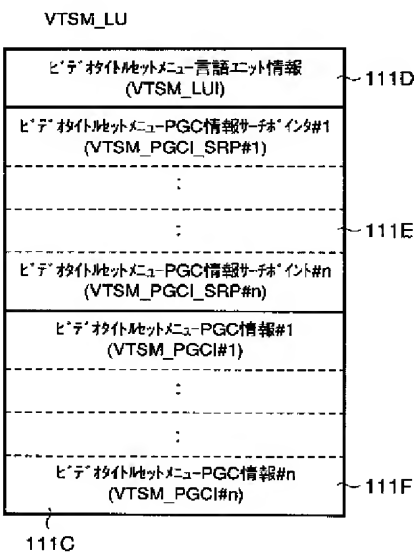 VTSM_LU
ﾋﾞﾃﾞｵﾀｲﾄﾙｾｯﾄﾒﾆｭｰ言語ユニット情報
(VTSM_LUI)
111D
ﾋﾞﾃﾞｵﾀｲﾄﾙｾｯﾄﾒﾆｭｰPGC情報ｻｰﾁﾎﾟｲﾝﾀ#1
(VTSM_PGCI_SRP#1)
:
:
111E
ﾋﾞﾃﾞｵﾀｲﾄﾙｾｯﾄﾒﾆｭｰPGC情報ｻｰﾁﾎﾟｲﾝﾄ#n
(VTSM_PGCI_SRP#n)
ﾋﾞﾃﾞｵﾀｲﾄﾙｾｯﾄﾒﾆｭｰPGC情報#1
(VTSM_PGCI#1)
:
:
ﾋﾞﾃﾞｵﾀｲﾄﾙｾｯﾄﾒﾆｭｰPGC情報#n
(VTSM_PGCI#n)
111F
111C